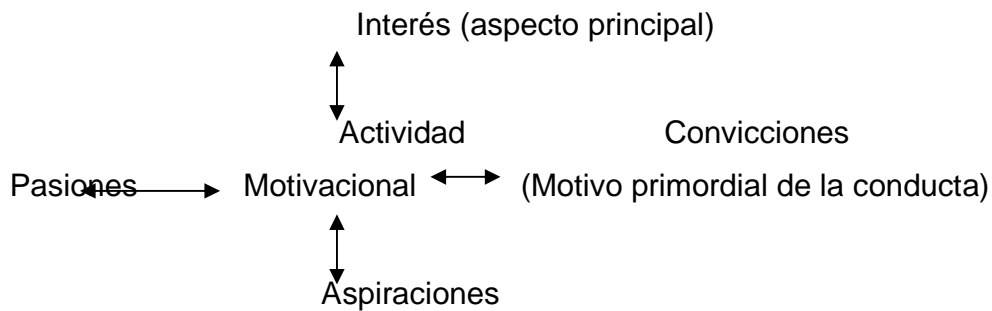 Interés (aspecto principal)
Actividad Convicciones
Pasiones Motivacional (Motivo primordial de la conducta)
Aspiraciones